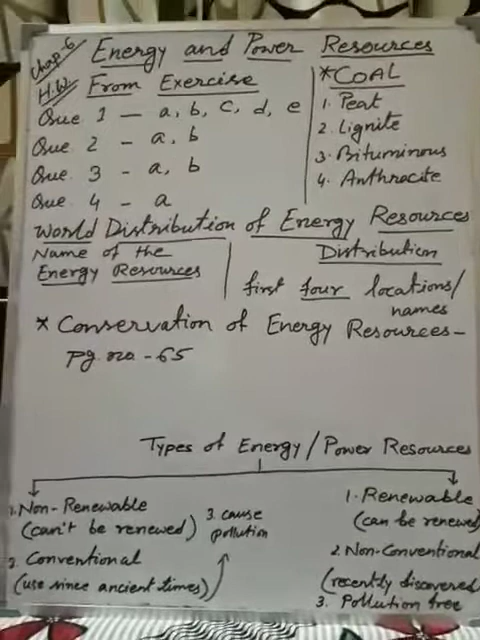 Chap-6 Energy and Power Resources
H.W From Exercise
Que 1 — a, b, c, d, e
Que 2 - a, b
Que 3 - a, b
Que 4 - a
*COAL
1. Peat
2. Lignite
3. Bituminous
4. Anthrocite
World Distribution of Energy Resources
Name of the Energy Resources
Distribution
first four locations/
names
* Conservation of Energy Resources-
pg. no - 65
Types of Energy/Power Resources
1. Non-Renewable
(can't be renewed)
2. Conventional
(use since ancient times)
3. cause
pollution
1. Renewable
(can be renewed
2. Non-Conventional
(recently discovered
3. Pollution free